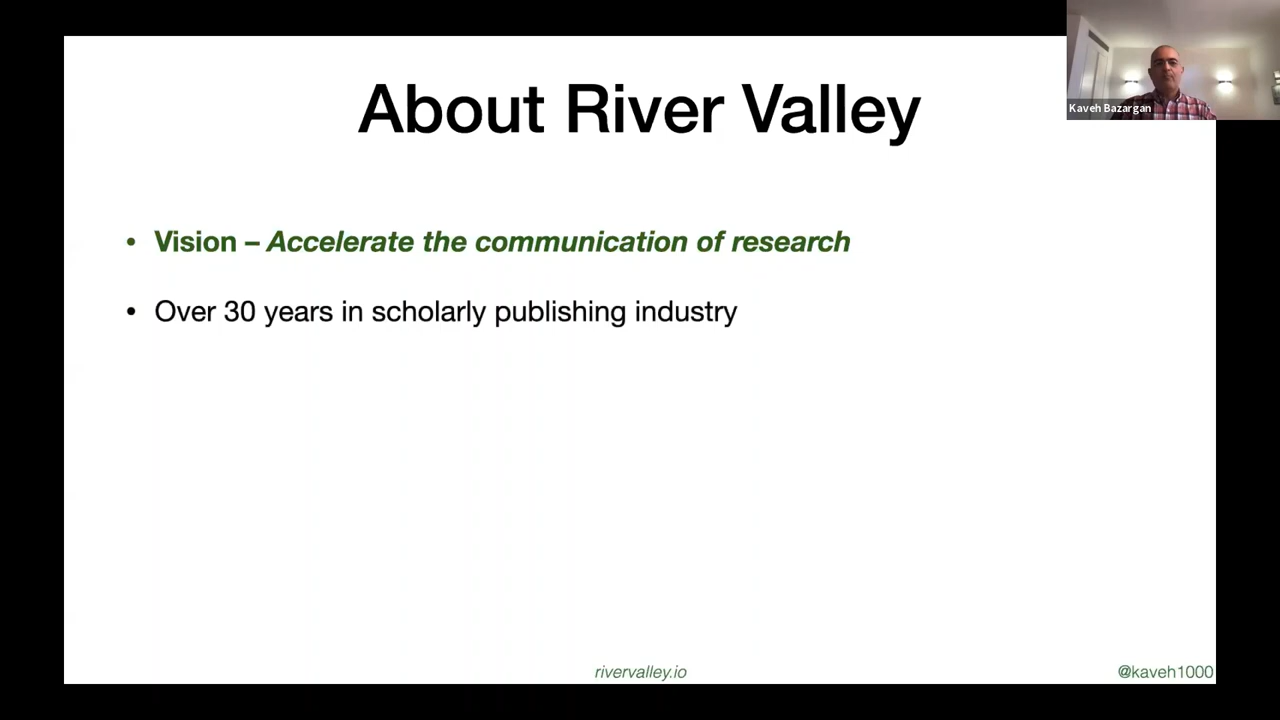 About River Valley
Kaveh Bazargan
• Vision – Accelerate the communication of research
• Over 30 years in scholarly publishing industry
rivervalley.io
@kaveh1000